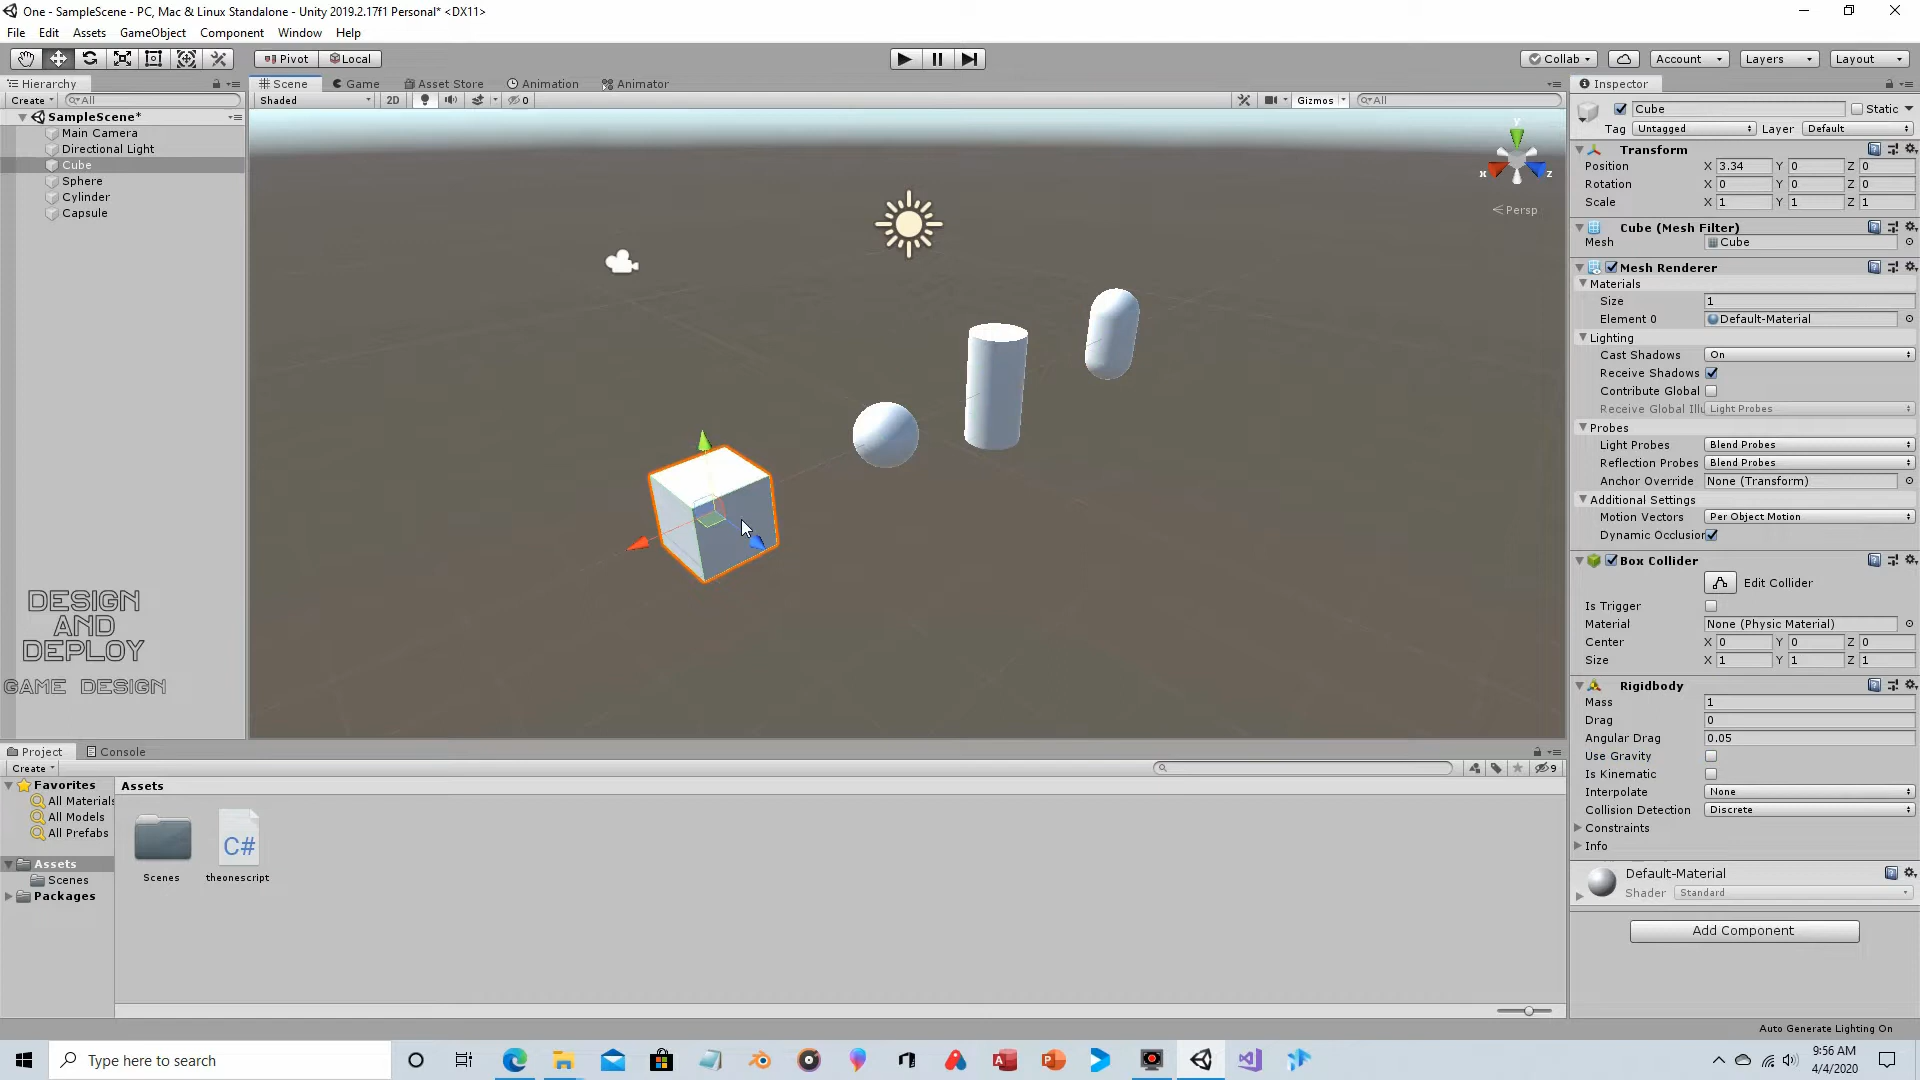 One - SampleScene - PC, Mac & Linux Standalone - Unity 2019.2.17f1 Personal* <DX11>
File Edit Assets GameObject Component Window Help
Pivot Local Collab Account Layers Layout
Hierarchy Scene Game Asset Store Animation Animator Inspector
Create All Shaded 2D 0 Gizmos All
SampleScene*
Main Camera
Directional Light
Cube
Sphere
Cylinder
Capsule
y
x z
Persp
Cube Static
Tag Untagged Layer Default
Transform
Position X 3.34 Y 0 Z 0
Rotation X 0 Y 0 Z 0
Scale X 1 Y 1 Z 1
Cube (Mesh Filter)
Mesh Cube
Mesh Renderer
Materials
Size 1
Element 0 Default-Material
Lighting
Cast Shadows On
Receive Shadows
Contribute Global
Receive Global Illu Light Probes
Probes
Light Probes Blend Probes
Reflection Probes Blend Probes
Anchor Override None (Transform)
Additional Settings
Motion Vectors Per Object Motion
Dynamic Occlusion
Box Collider
Edit Collider
Is Trigger
Material None (Physic Material)
Center X 0 Y 0 Z 0
Size X 1 Y 1 Z 1
Rigidbody
Mass 1
Drag 0
Angular Drag 0.05
Use Gravity
Is Kinematic
Interpolate None
Collision Detection Discrete
Constraints
Info
Default-Material
Shader Standard
Add Component
DESIGN
AND
DEPLOY
GAME DESIGN
Project Console
Create 9
Favorites
All Materials
All Models
All Prefabs
Assets
Scenes
Packages
Assets
Scenes
C#
theonescript
Auto Generate Lighting On
Type here to search
9:56 AM
4/4/2020